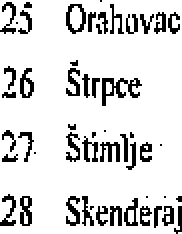 25 Orahovac
26 Štrpce
27 Štimlje
28 Skenderaj